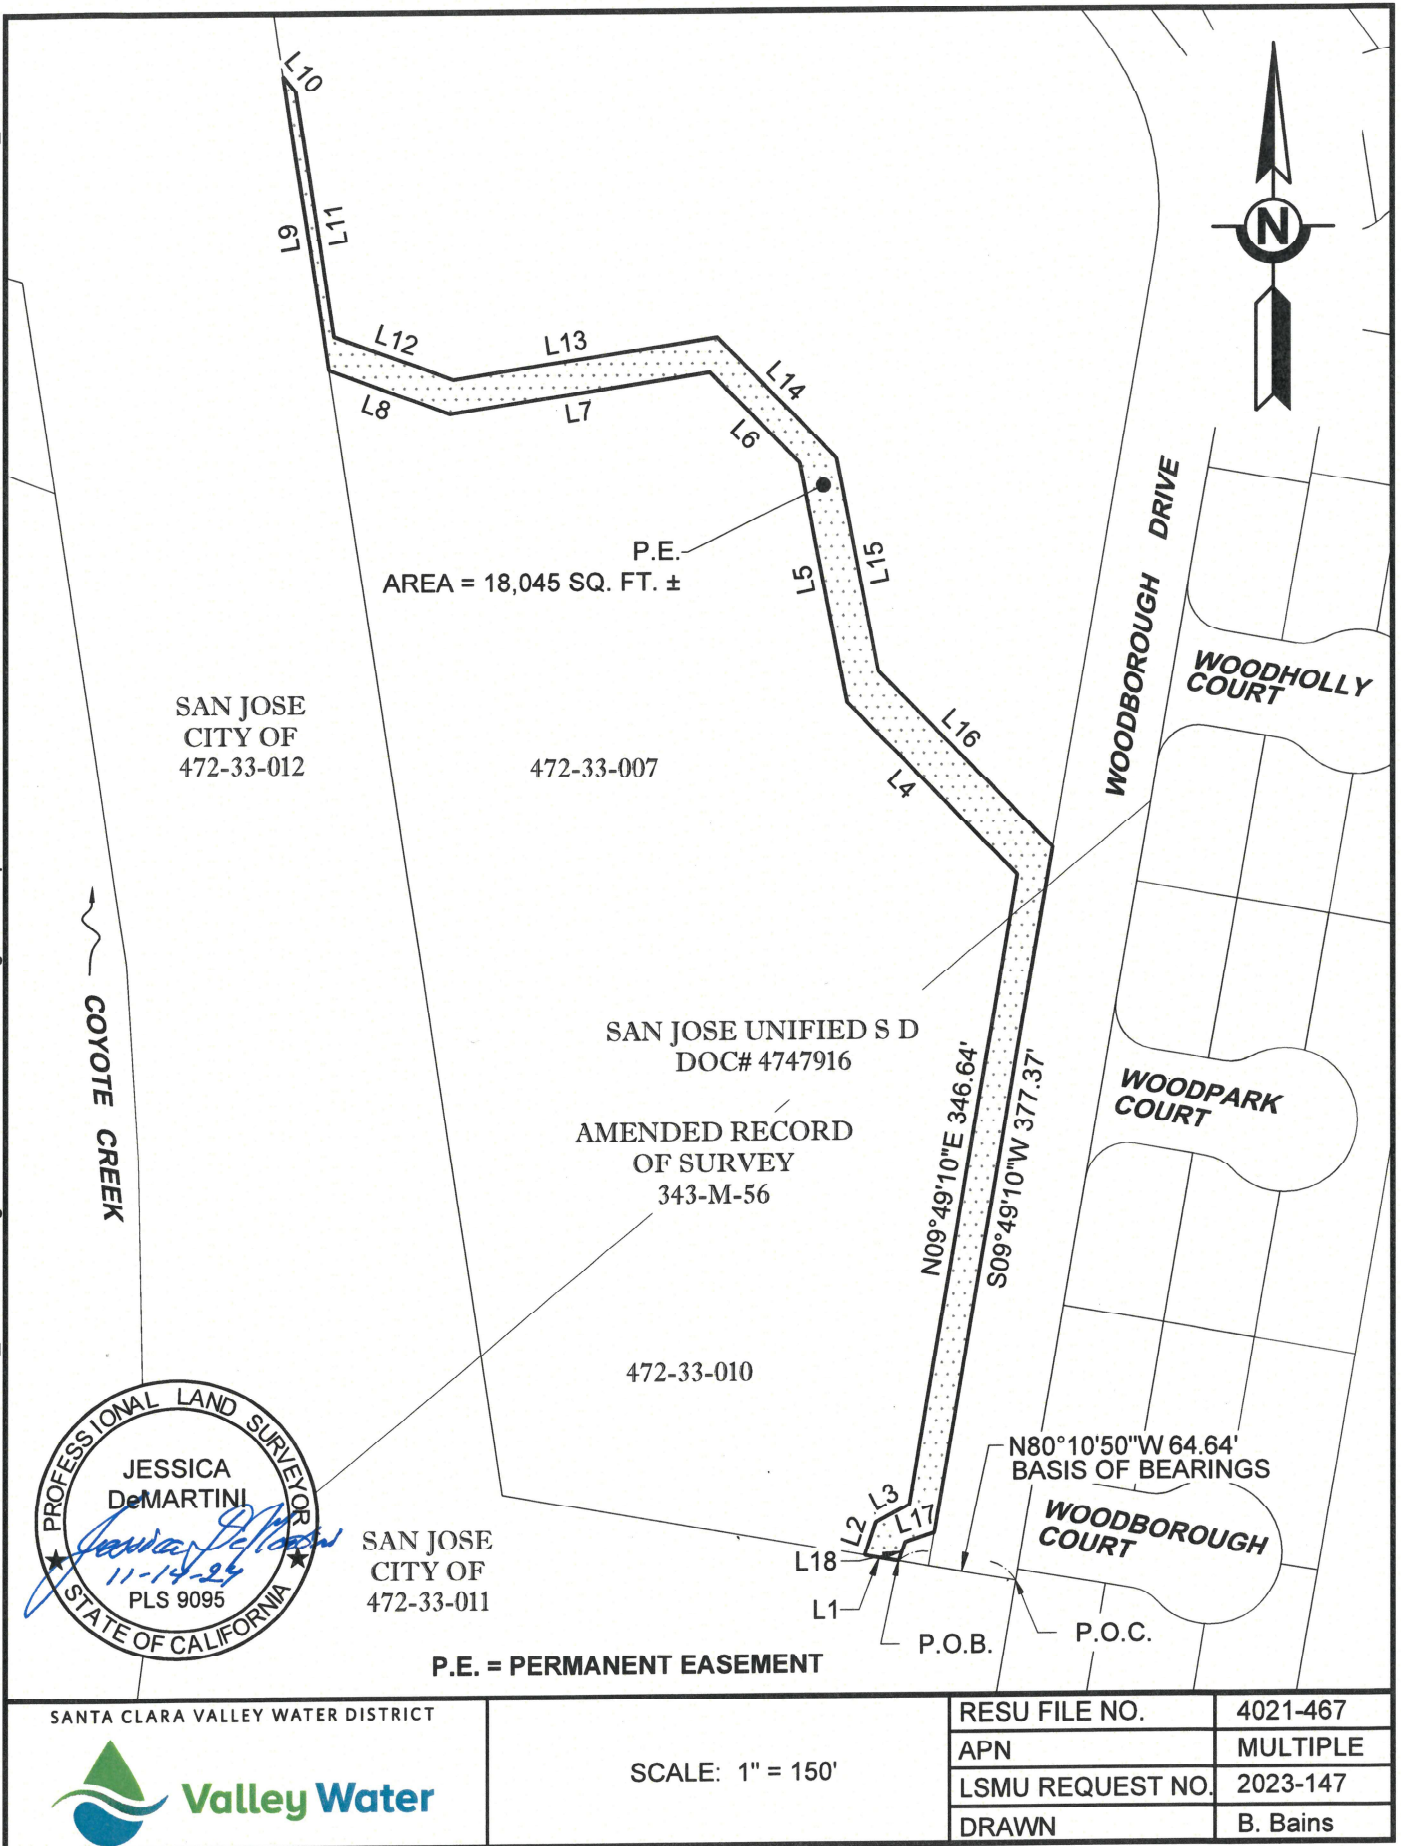 L10
L9
L11
L12
L13
L14
L8
L7
L6
N
P.E.
AREA = 18,045 SQ. FT. ±
L5
L15
WOODBOROUGH DRIVE
WOODHOLLY
COURT
SAN JOSE
CITY OF
472-33-012
472-33-007
L16
L4
COYOTE CREEK
SAN JOSE UNIFIED S D
DOC# 4747916
AMENDED RECORD
OF SURVEY
343-M-56
N09°49'10"E 346.64'
S09°49'10"W 377.37'
WOODPARK
COURT
472-33-010
N80°10'50"W 64.64'
BASIS OF BEARINGS
WOODBOROUGH
COURT
L3
L2
L17
L18
L1
P.O.B.
P.O.C.
PROFESSIONAL LAND SURVEYOR
JESSICA
DeMARTINI
Jessica DeMartini
11-14-24
PLS 9095
STATE OF CALIFORNIA
SAN JOSE
CITY OF
472-33-011
P.E. = PERMANENT EASEMENT
SANTA CLARA VALLEY WATER DISTRICT
Valley Water
SCALE: 1" = 150'
RESU FILE NO. 4021-467
APN MULTIPLE
LSMU REQUEST NO. 2023-147
DRAWN B. Bains